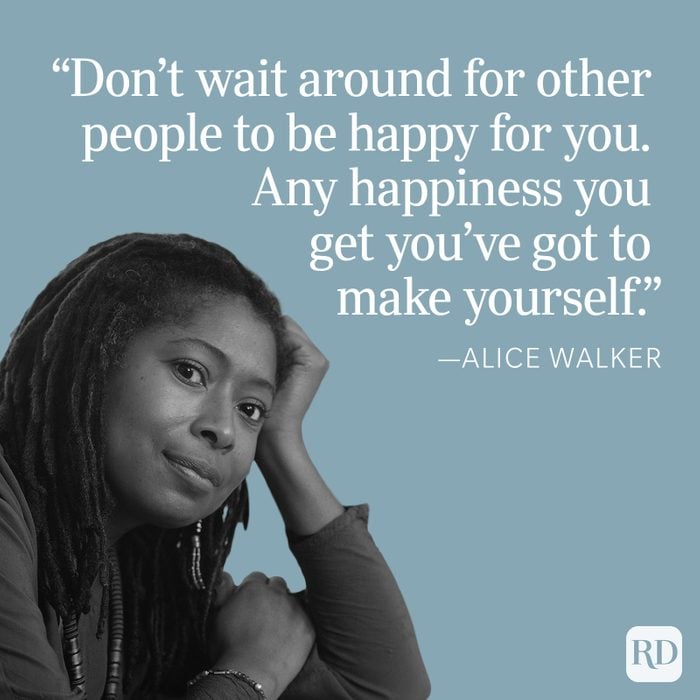 “Don’t wait around for other
people to be happy for you.
Any happiness you
get you’ve got to
make yourself.”
—ALICE WALKER
RD